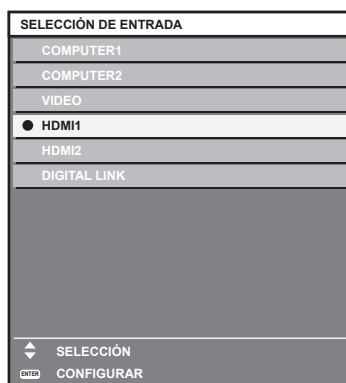 SELECCIÓN DE ENTRADA
COMPUTER1
COMPUTER2
VIDEO
HDMI1
HDMI2
DIGITAL LINK
SELECCIÓN
ENTER CONFIGURAR